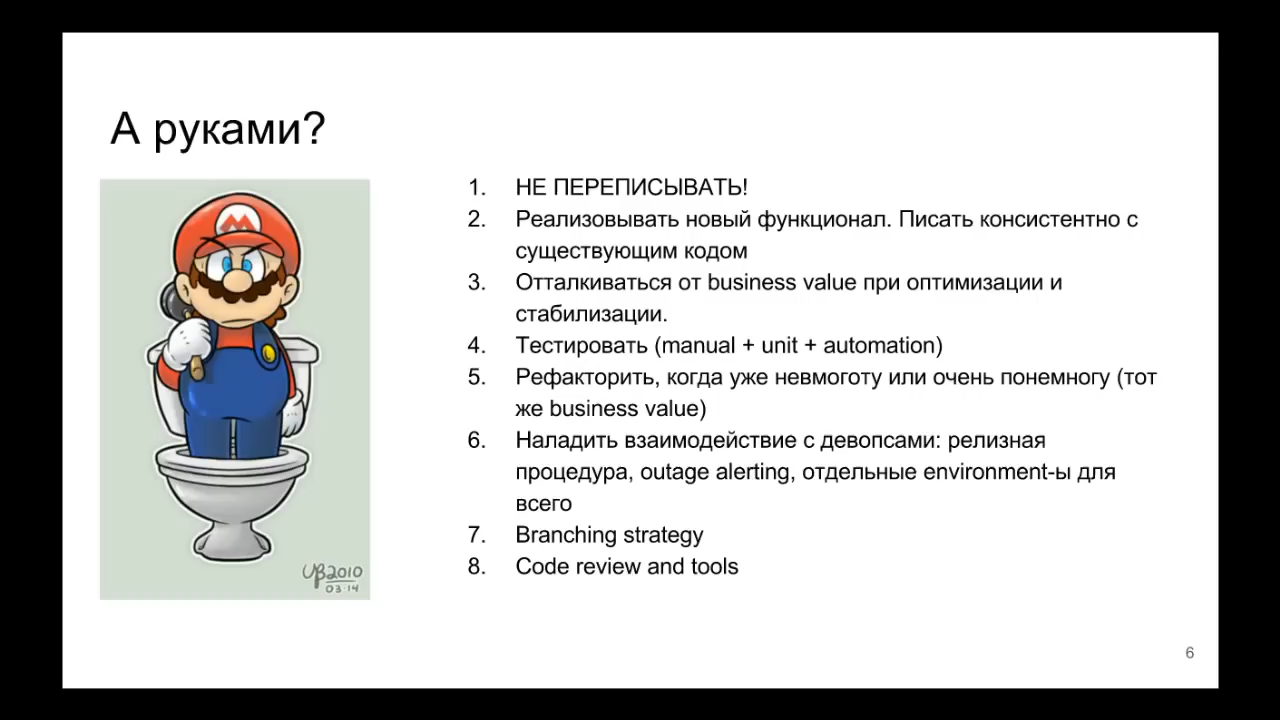 А руками?
1. НЕ ПЕРЕПИСЫВАТЬ!
2. Реализовывать новый функционал. Писать консистентно с
существующим кодом
3. Отталкиваться от business value при оптимизации и
стабилизации.
4. Тестировать (manual + unit + automation)
5. Рефакторить, когда уже невмоготу или очень понемногу (тот
же business value)
6. Наладить взаимодействие с девопсами: релизная
процедура, outage alerting, отдельные environment-ы для
всего
7. Branching strategy
8. Code review and tools
M
2010
03·14
6